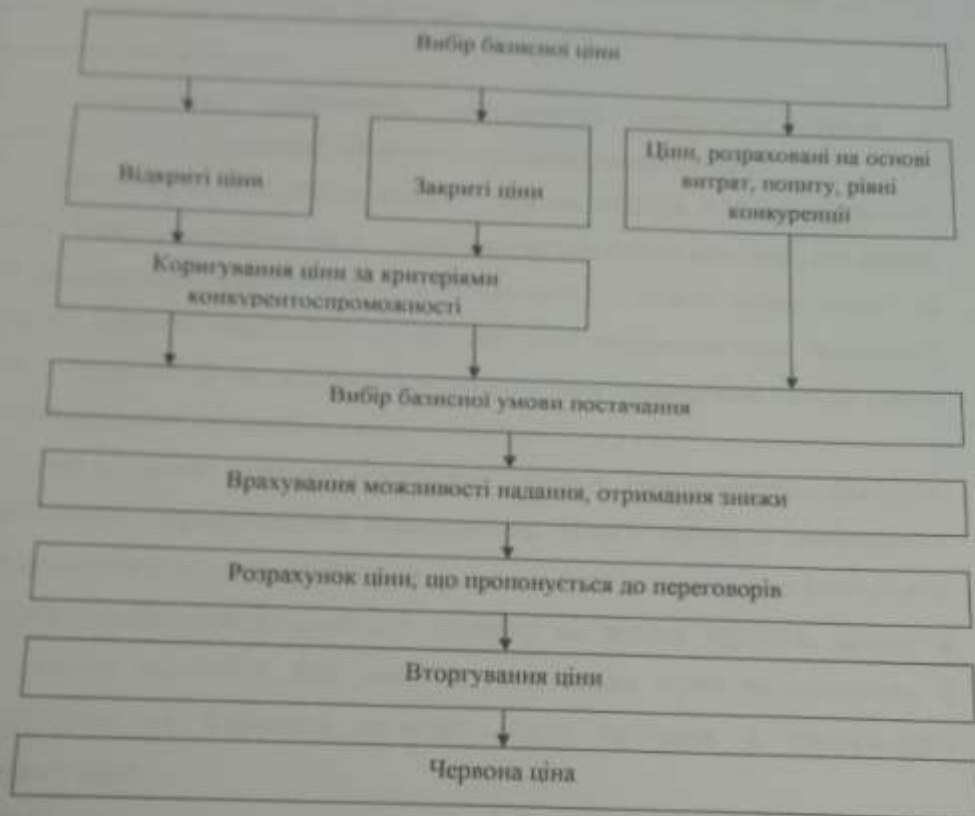 Вибір базисної ціни
Відкриті ціни
Закриті ціни
Ціни, розраховані на основі
витрат, попиту, рівні
конкуренції
Коригування ціни за критеріями
конкурентоспроможності
Вибір базисної умови постачання
Врахування можливості надання, отримання знижи
Розрахунок ціни, що пропонується до переговорів
Вторгування ціни
Червона ціна